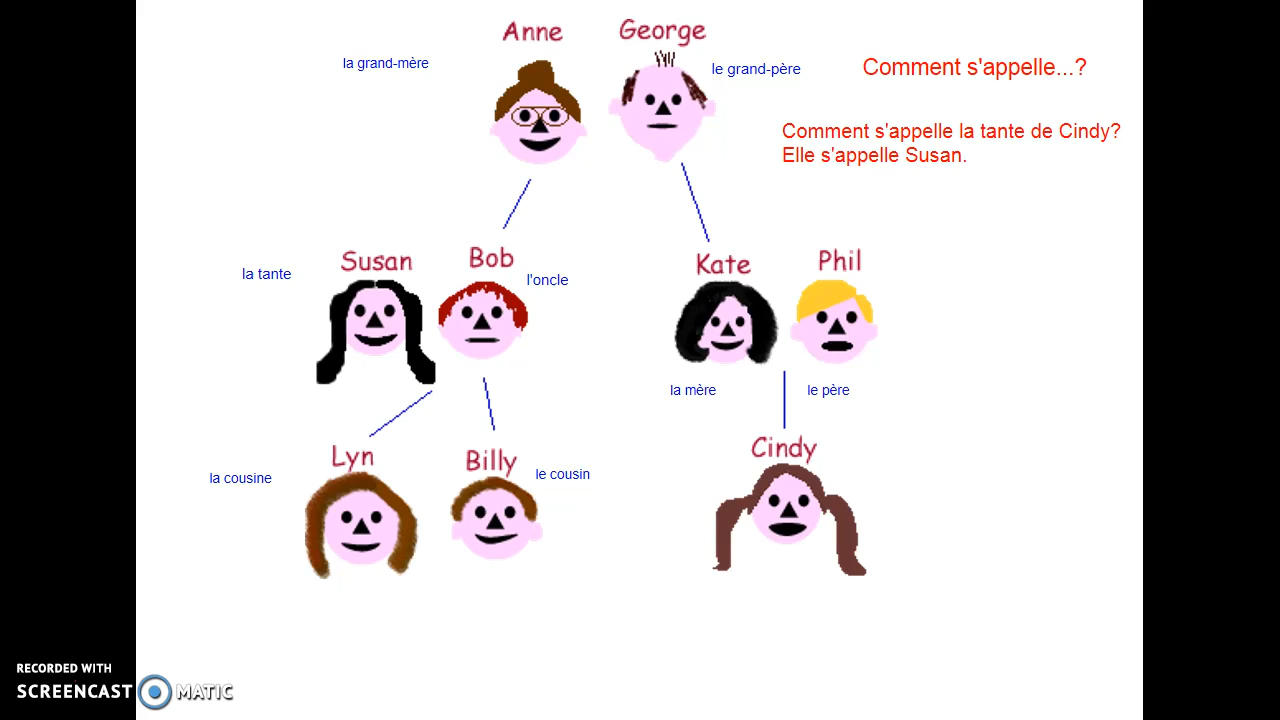 Anne
George
la grand-mère
le grand-père
Comment s'appelle...?
Comment s'appelle la tante de Cindy?
Elle s'appelle Susan.
Susan
Bob
Kate
Phil
la tante
l'oncle
la mère
le père
Lyn
Billy
Cindy
la cousine
le cousin
RECORDED WITH
SCREENCAST MATIC